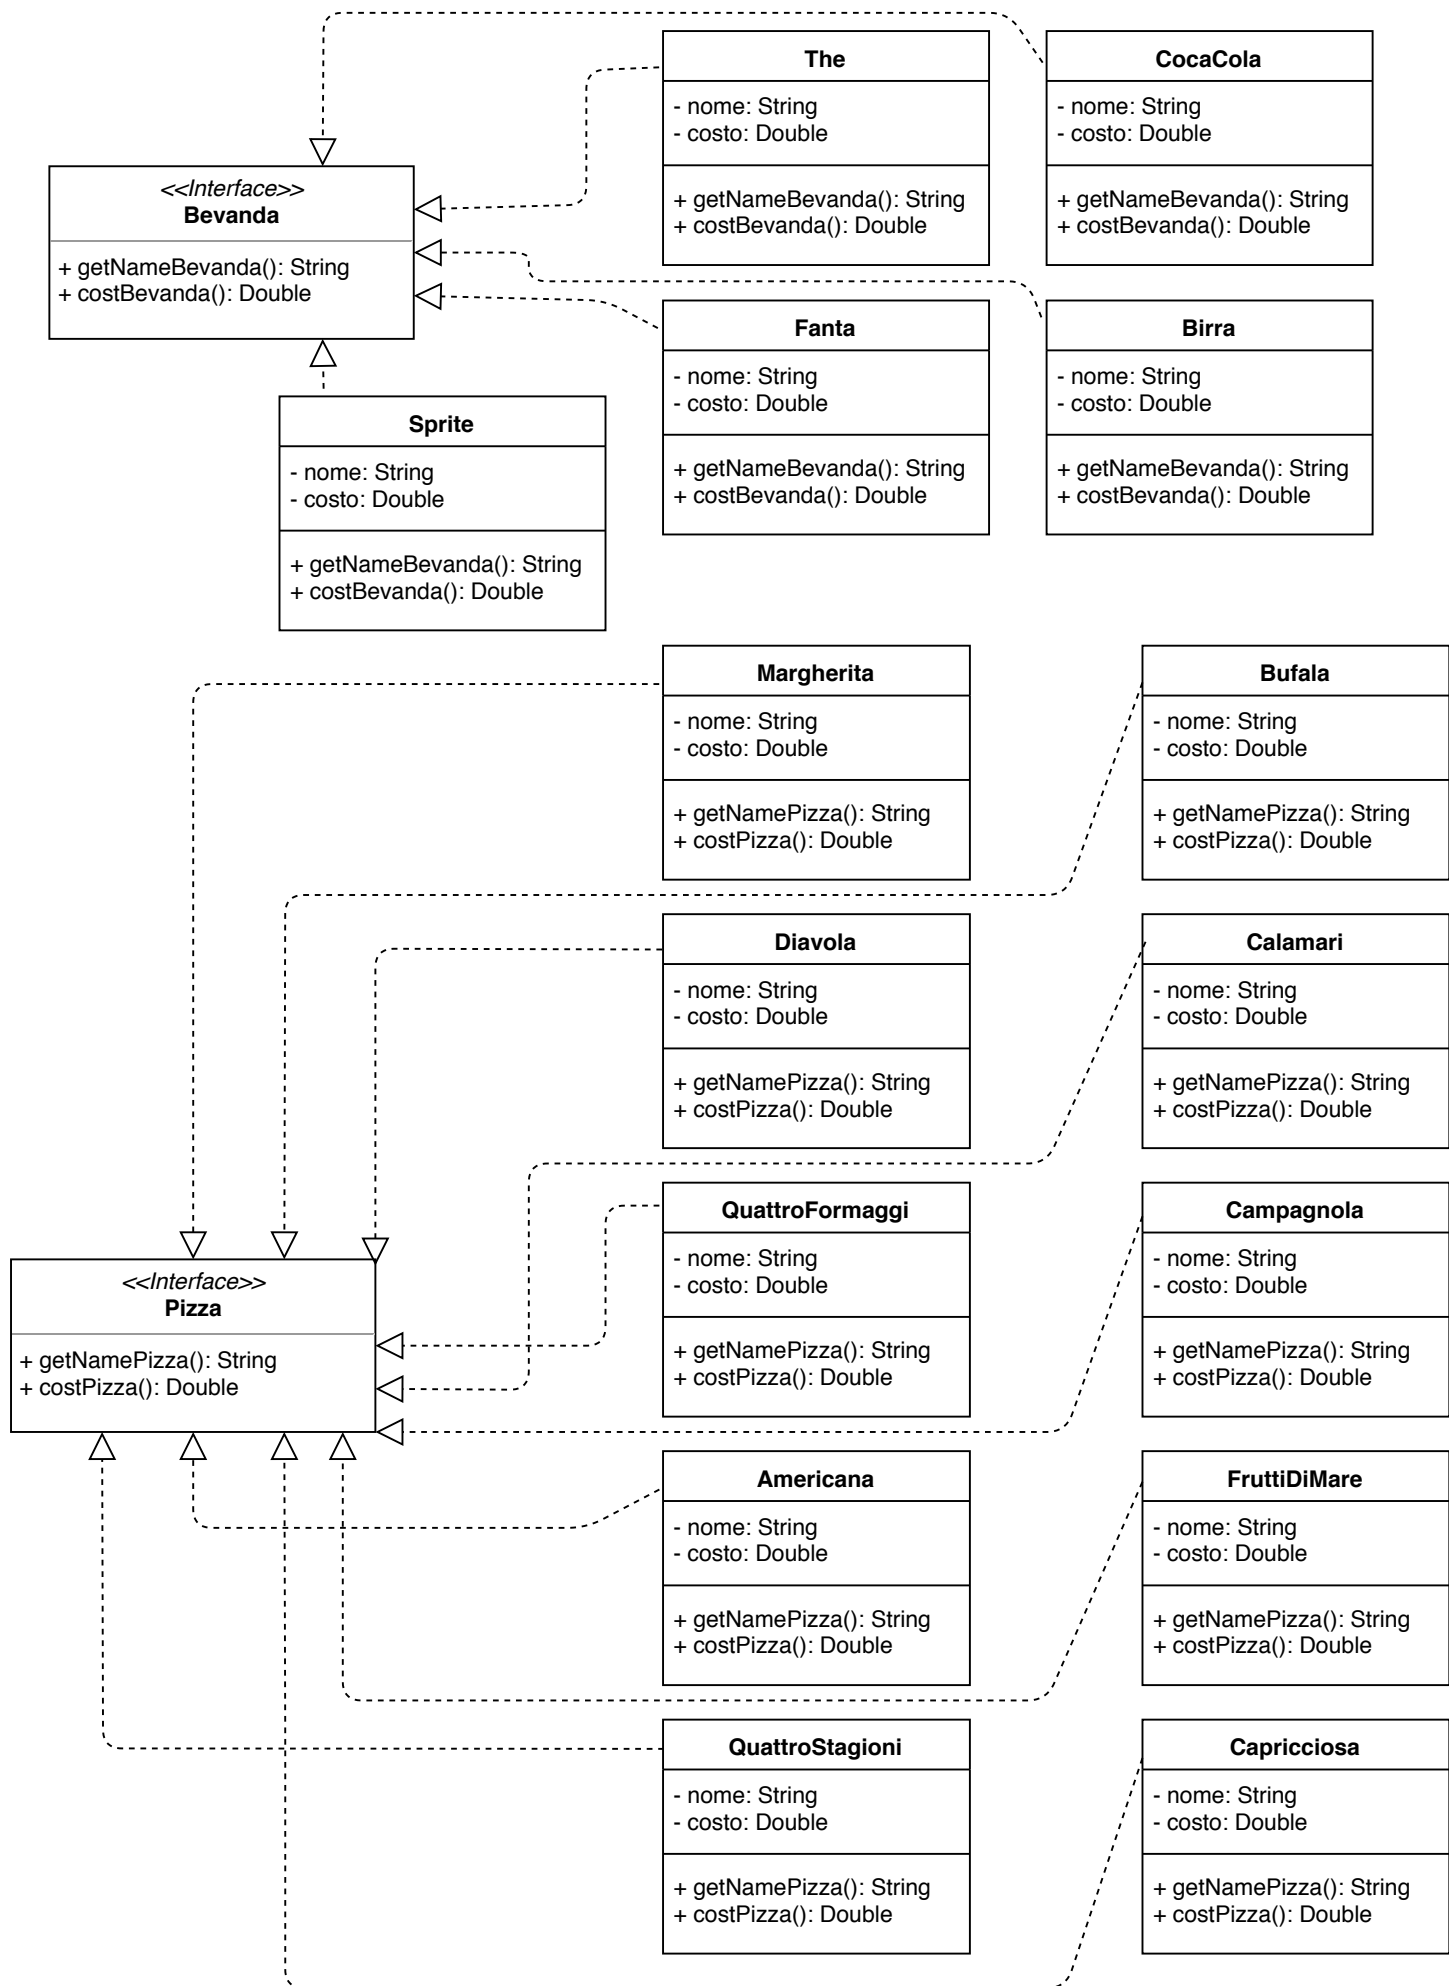 The
- nome: String
- costo: Double
+ getNameBevanda(): String
+ costBevanda(): Double
CocaCola
- nome: String
- costo: Double
+ getNameBevanda(): String
+ costBevanda(): Double
<<Interface>>
Bevanda
+ getNameBevanda(): String
+ costBevanda(): Double
Fanta
- nome: String
- costo: Double
+ getNameBevanda(): String
+ costBevanda(): Double
Birra
- nome: String
- costo: Double
+ getNameBevanda(): String
+ costBevanda(): Double
Sprite
- nome: String
- costo: Double
+ getNameBevanda(): String
+ costBevanda(): Double
Margherita
- nome: String
- costo: Double
+ getNamePizza(): String
+ costPizza(): Double
Bufala
- nome: String
- costo: Double
+ getNamePizza(): String
+ costPizza(): Double
Diavola
- nome: String
- costo: Double
+ getNamePizza(): String
+ costPizza(): Double
Calamari
- nome: String
- costo: Double
+ getNamePizza(): String
+ costPizza(): Double
QuattroFormaggi
- nome: String
- costo: Double
+ getNamePizza(): String
+ costPizza(): Double
Campagnola
- nome: String
- costo: Double
+ getNamePizza(): String
+ costPizza(): Double
<<Interface>>
Pizza
+ getNamePizza(): String
+ costPizza(): Double
Americana
- nome: String
- costo: Double
+ getNamePizza(): String
+ costPizza(): Double
FruttiDiMare
- nome: String
- costo: Double
+ getNamePizza(): String
+ costPizza(): Double
QuattroStagioni
- nome: String
- costo: Double
+ getNamePizza(): String
+ costPizza(): Double
Capricciosa
- nome: String
- costo: Double
+ getNamePizza(): String
+ costPizza(): Double